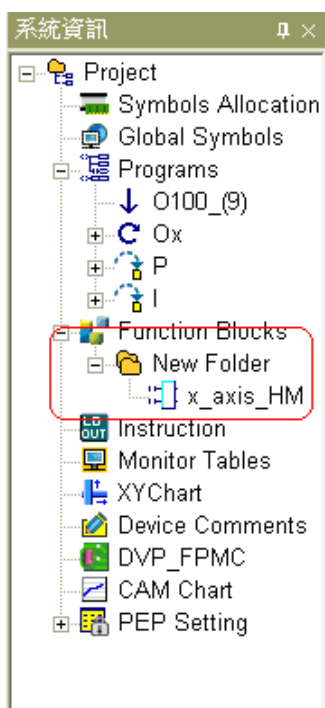 系統資訊
Project
Symbols Allocation
Global Symbols
Programs
O100_(9)
Ox
P
I
Function Blocks
New Folder
x_axis_HM
Instruction
Monitor Tables
XYChart
Device Comments
DVP_FPMC
CAM Chart
PEP Setting